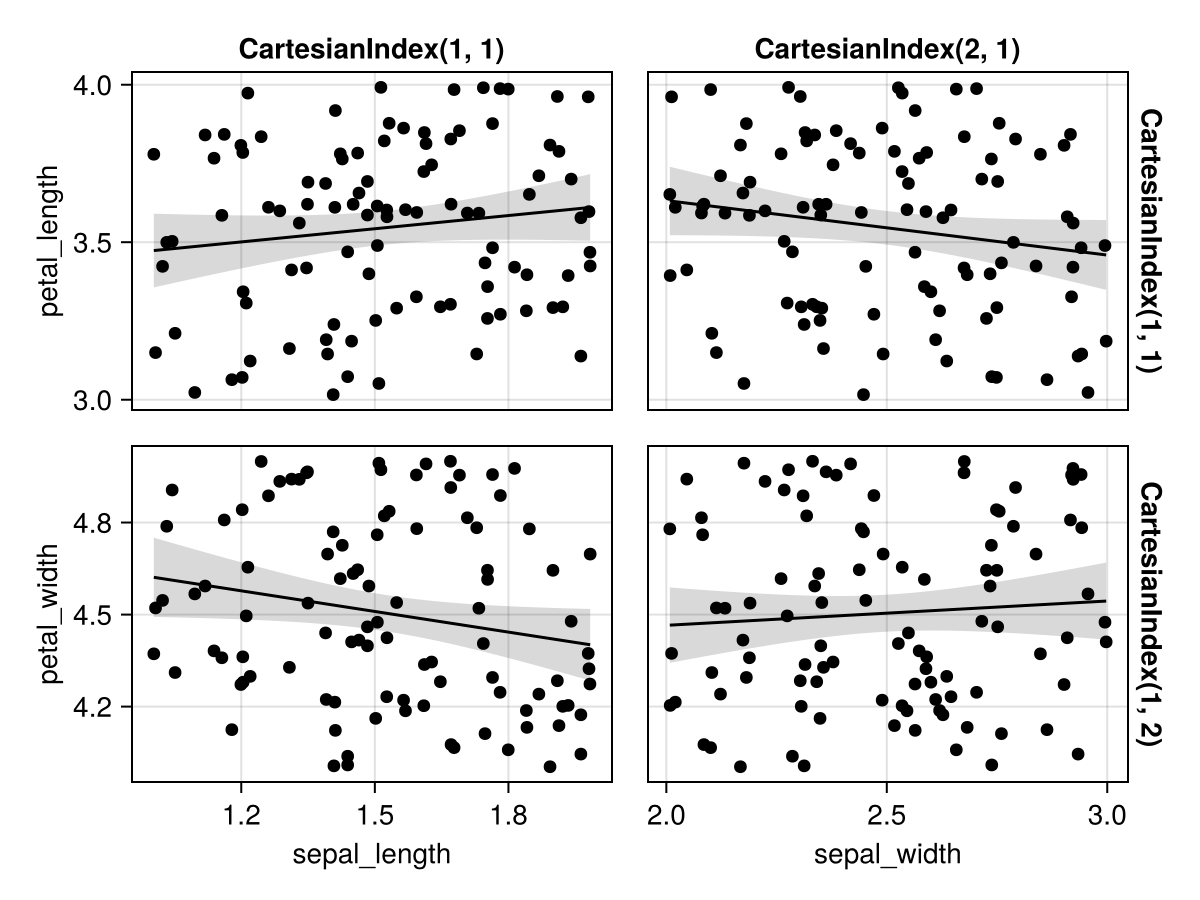 CartesianIndex(1, 1)
CartesianIndex(2, 1)
petal_length
4.0
3.5
3.0
CartesianIndex(1, 1)
petal_width
4.8
4.5
4.2
CartesianIndex(1, 2)
1.2
1.5
1.8
2.0
2.5
3.0
sepal_length
sepal_width